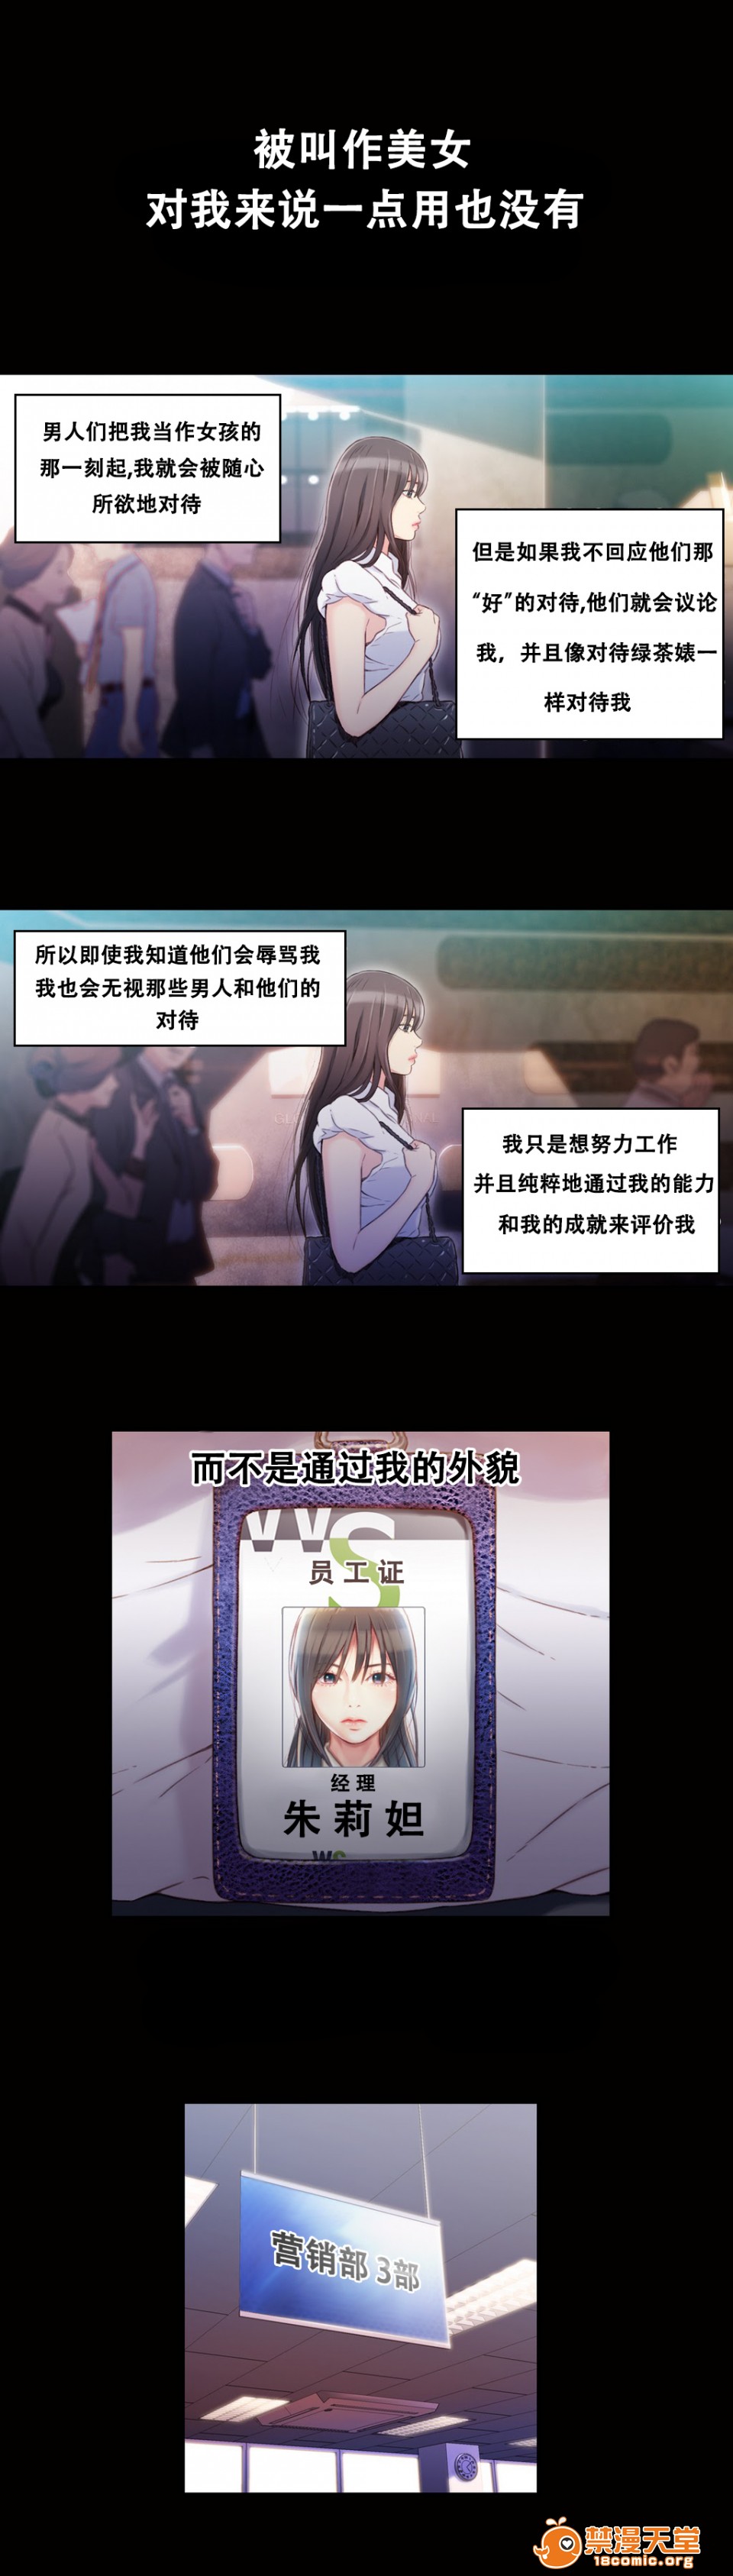 被叫作美女
对我来说一点用也没有
男人们把我当作女孩的
那一刻起,我就会被随心
所欲地对待
但是如果我不回应他们那
“好”的对待,他们就会议论
我，并且像对待绿茶婊一
样对待我
所以即使我知道他们会辱骂我
我也会无视那些男人和他们的
对待
我只是想努力工作
并且纯粹地通过我的能力
和我的成就来评价我
而不是通过我的外貌
WS
员工证
经理
朱莉妲
WS
营销部 3部
禁漫天堂
18comic.org